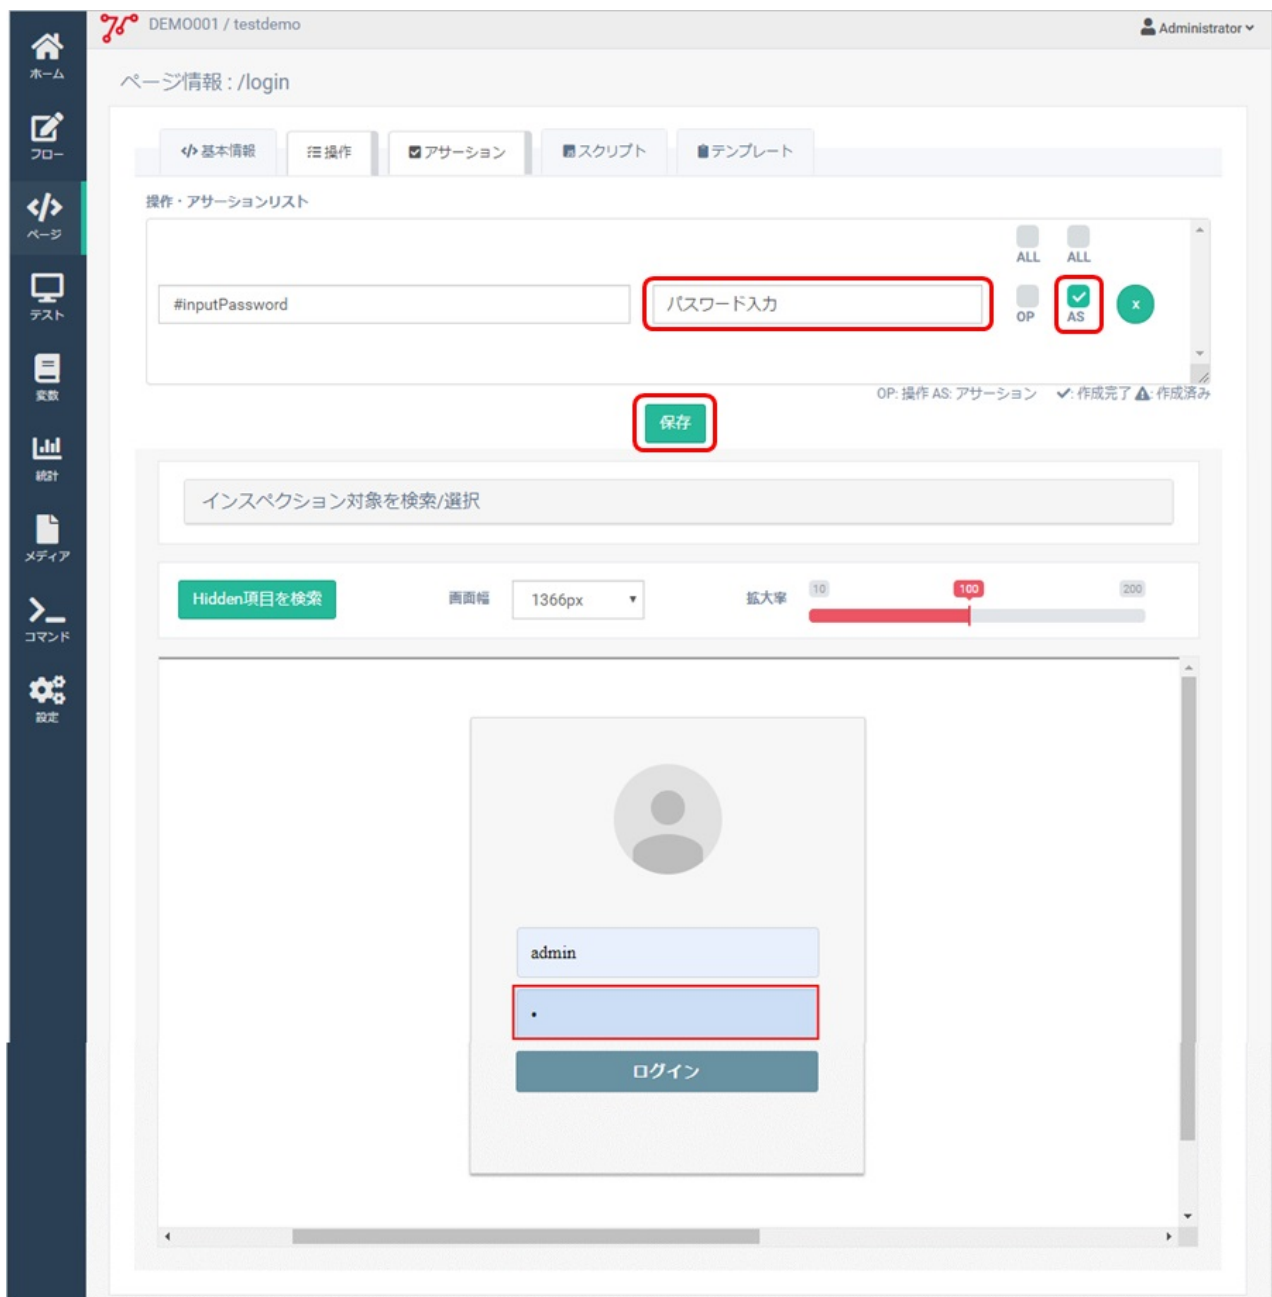 DEMO001 / testdemo
Administrator
ホーム
フロー
ページ
テスト
変数
統計
メディア
コマンド
設定
ページ情報 : /login
基本情報
操作
アサーション
スクリプト
テンプレート
操作・アサーションリスト
ALL ALL
#inputPassword パスワード入力 OP AS x
OP: 操作 AS: アサーション ✔: 作成完了 ▲: 作成済み
保存
インスペクション対象を検索/選択
Hidden項目を検索 画面幅 1366px 拡大率 10 100 200
admin
•
ログイン